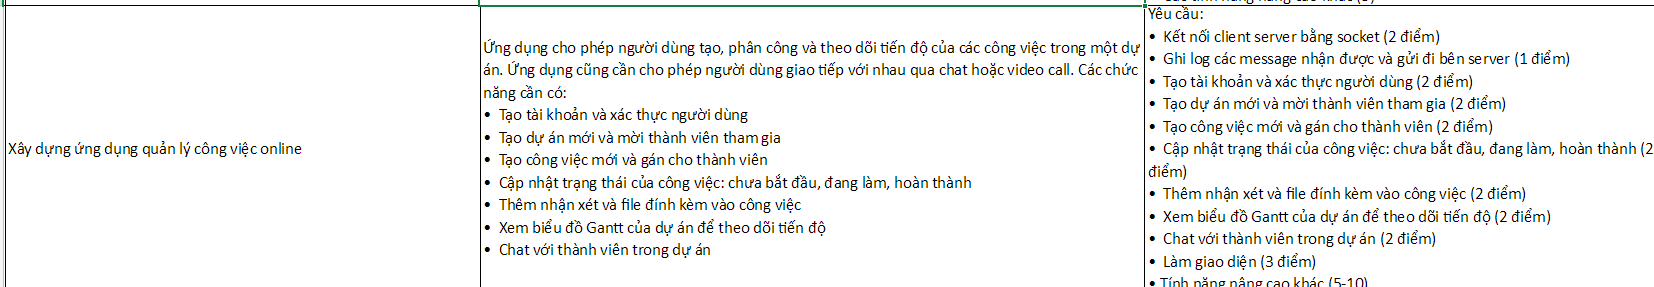 Xây dựng ứng dụng quản lý công việc online
Ứng dụng cho phép người dùng tạo, phân công và theo dõi tiến độ của các công việc trong một dự
án. Ứng dụng cũng cần cho phép người dùng giao tiếp với nhau qua chat hoặc video call. Các chức
năng cần có:
• Tạo tài khoản và xác thực người dùng
• Tạo dự án mới và mời thành viên tham gia
• Tạo công việc mới và gán cho thành viên
• Cập nhật trạng thái của công việc: chưa bắt đầu, đang làm, hoàn thành
• Thêm nhận xét và file đính kèm vào công việc
• Xem biểu đồ Gantt của dự án để theo dõi tiến độ
• Chat với thành viên trong dự án
Yêu cầu:
• Kết nối client server bằng socket (2 điểm)
• Ghi log các message nhận được và gửi đi bên server (1 điểm)
• Tạo tài khoản và xác thực người dùng (2 điểm)
• Tạo dự án mới và mời thành viên tham gia (2 điểm)
• Tạo công việc mới và gán cho thành viên (2 điểm)
• Cập nhật trạng thái của công việc: chưa bắt đầu, đang làm, hoàn thành (2
điểm)
• Thêm nhận xét và file đính kèm vào công việc (2 điểm)
• Xem biểu đồ Gantt của dự án để theo dõi tiến độ (2 điểm)
• Chat với thành viên trong dự án (2 điểm)
• Làm giao diện (3 điểm)
• Tính năng nâng cao khác (5-10)